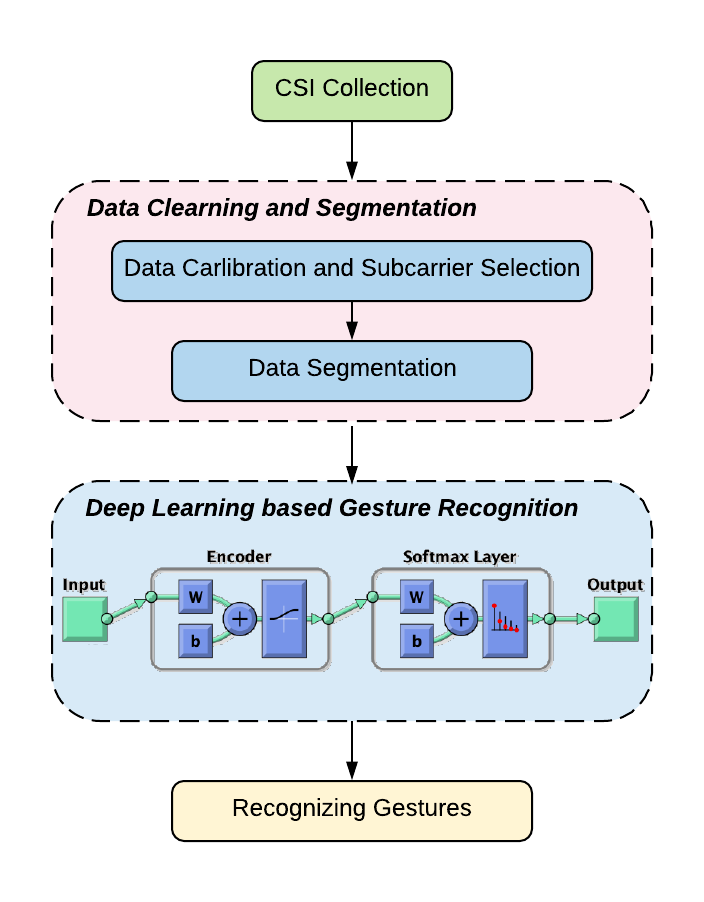 CSI Collection
Data Clearning and Segmentation
Data Carlibration and Subcarrier Selection
Data Segmentation
Deep Learning based Gesture Recognition
Encoder
Softmax Layer
Input
Output
W
W
+
+
b
b
Recognizing Gestures